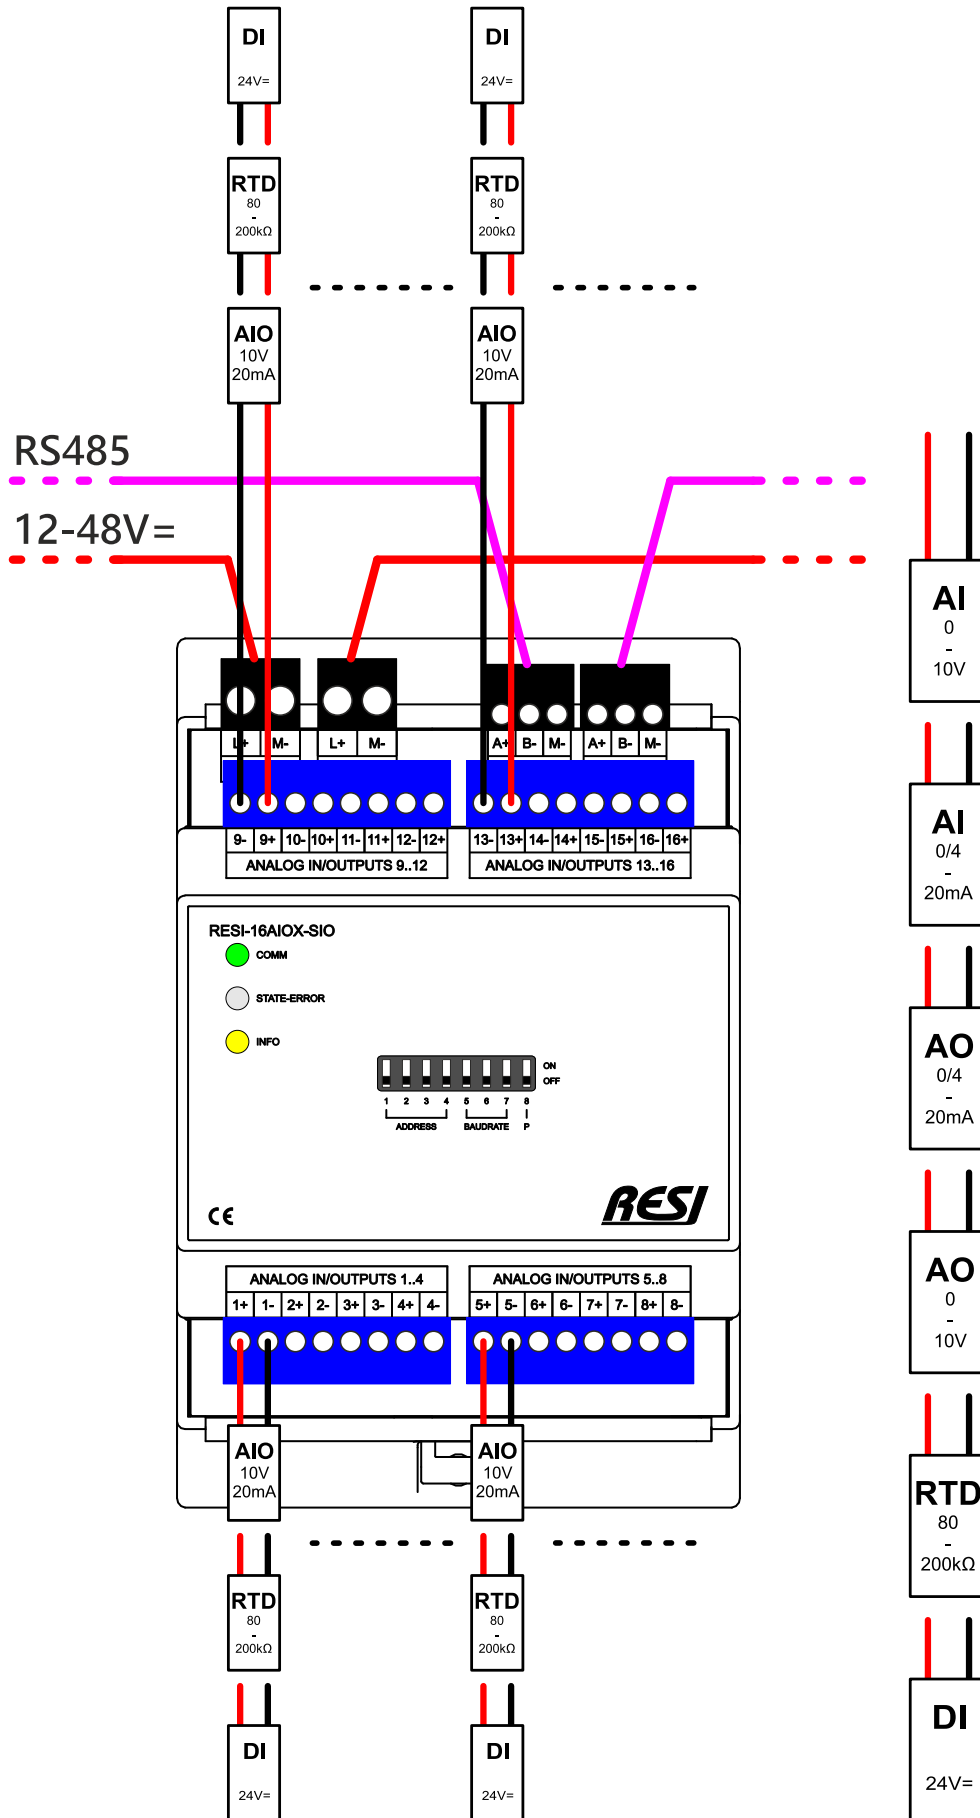 DI DI
24V= 24V=
RTD RTD
80 80
- -
200kΩ 200kΩ
AIO AIO
10V 10V
20mA 20mA
RS485
12-48V=
L+ M- L+ M- A+ B- M- A+ B- M-
9- 9+ 10- 10+ 11- 11+ 12- 12+ 13- 13+ 14- 14+ 15- 15+ 16- 16+
ANALOG IN/OUTPUTS 9..12 ANALOG IN/OUTPUTS 13..16
RESI-16AIOX-SIO
COMM
STATE-ERROR
INFO
ON
OFF
1 2 3 4 5 6 7 8
ADDRESS BAUDRATE P
CE RESI
ANALOG IN/OUTPUTS 1..4 ANALOG IN/OUTPUTS 5..8
1+ 1- 2+ 2- 3+ 3- 4+ 4- 5+ 5- 6+ 6- 7+ 7- 8+ 8-
AIO AIO
10V 10V
20mA 20mA
RTD RTD
80 80
- -
200kΩ 200kΩ
DI DI
24V= 24V=
AI
0
-
10V
AI
0/4
-
20mA
AO
0/4
-
20mA
AO
0
-
10V
RTD
80
-
200kΩ
DI
24V=